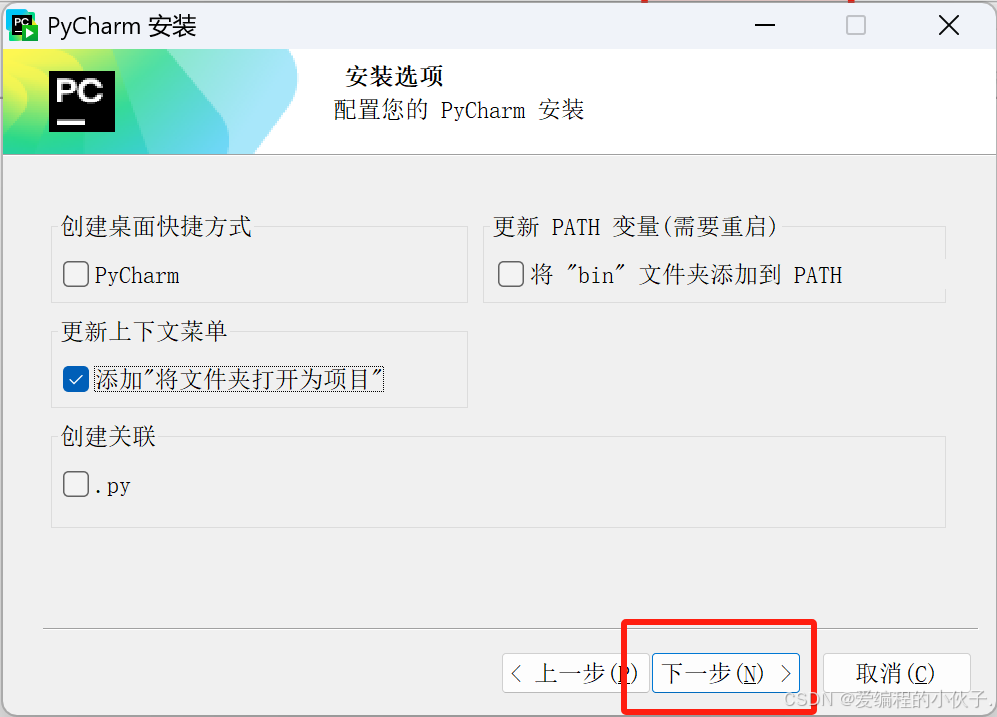 PyCharm 安装
PC
安装选项
配置您的 PyCharm 安装
创建桌面快捷方式
PyCharm
更新 PATH 变量(需要重启)
将 "bin" 文件夹添加到 PATH
更新上下文菜单
添加"将文件夹打开为项目"
创建关联
.py
< 上一步(P)
下一步(N) >
取消(C)
CSDN @爱编程的小伙子.